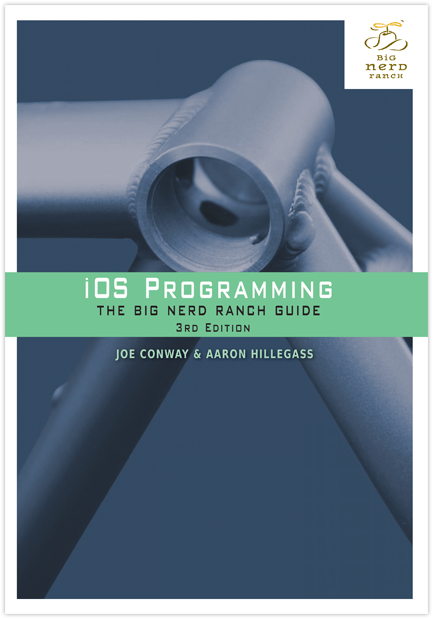 BiG
neRD
RANCH
iOS PROGRAMMING
THE BIG NERD RANCH GUIDE
3RD EDITION
JOE CONWAY & AARON HILLEGASS